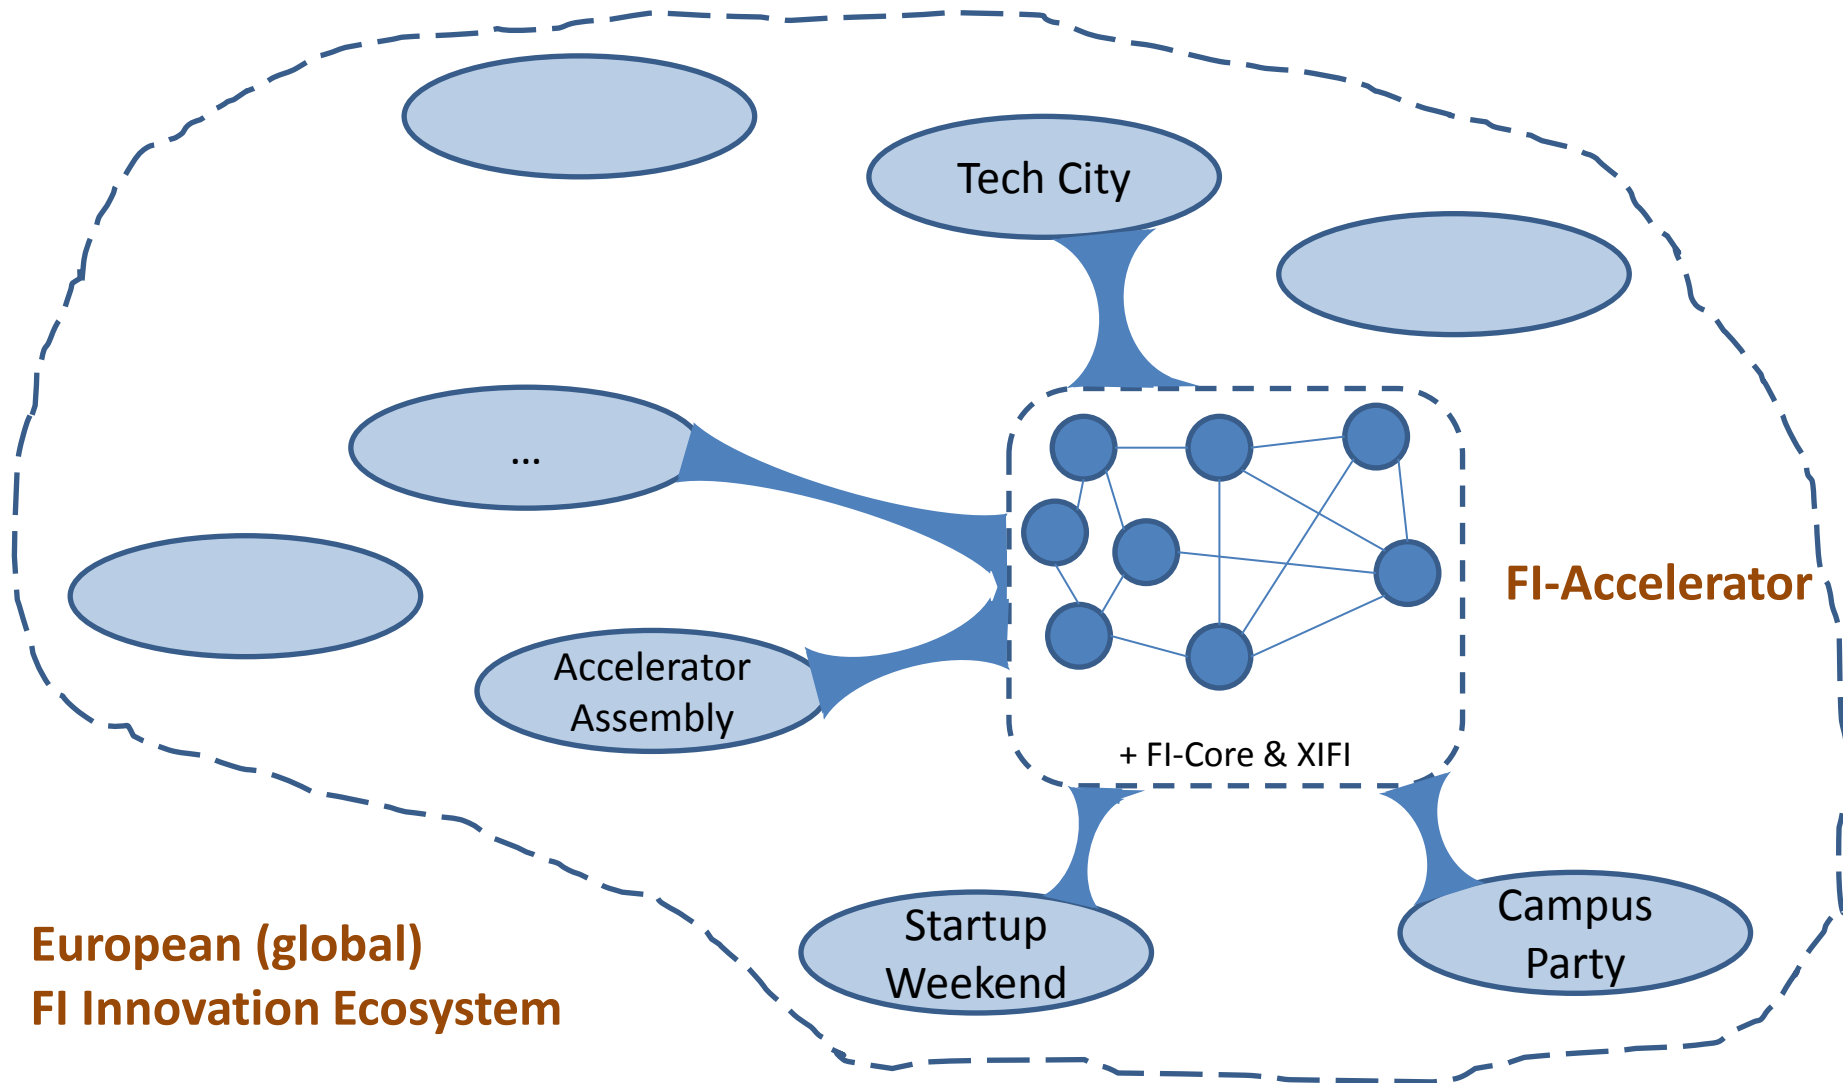 Tech City
...
FI-Accelerator
Accelerator
Assembly
+ FI-Core & XIFI
Startup
Weekend
Campus
Party
European (global)
FI Innovation Ecosystem